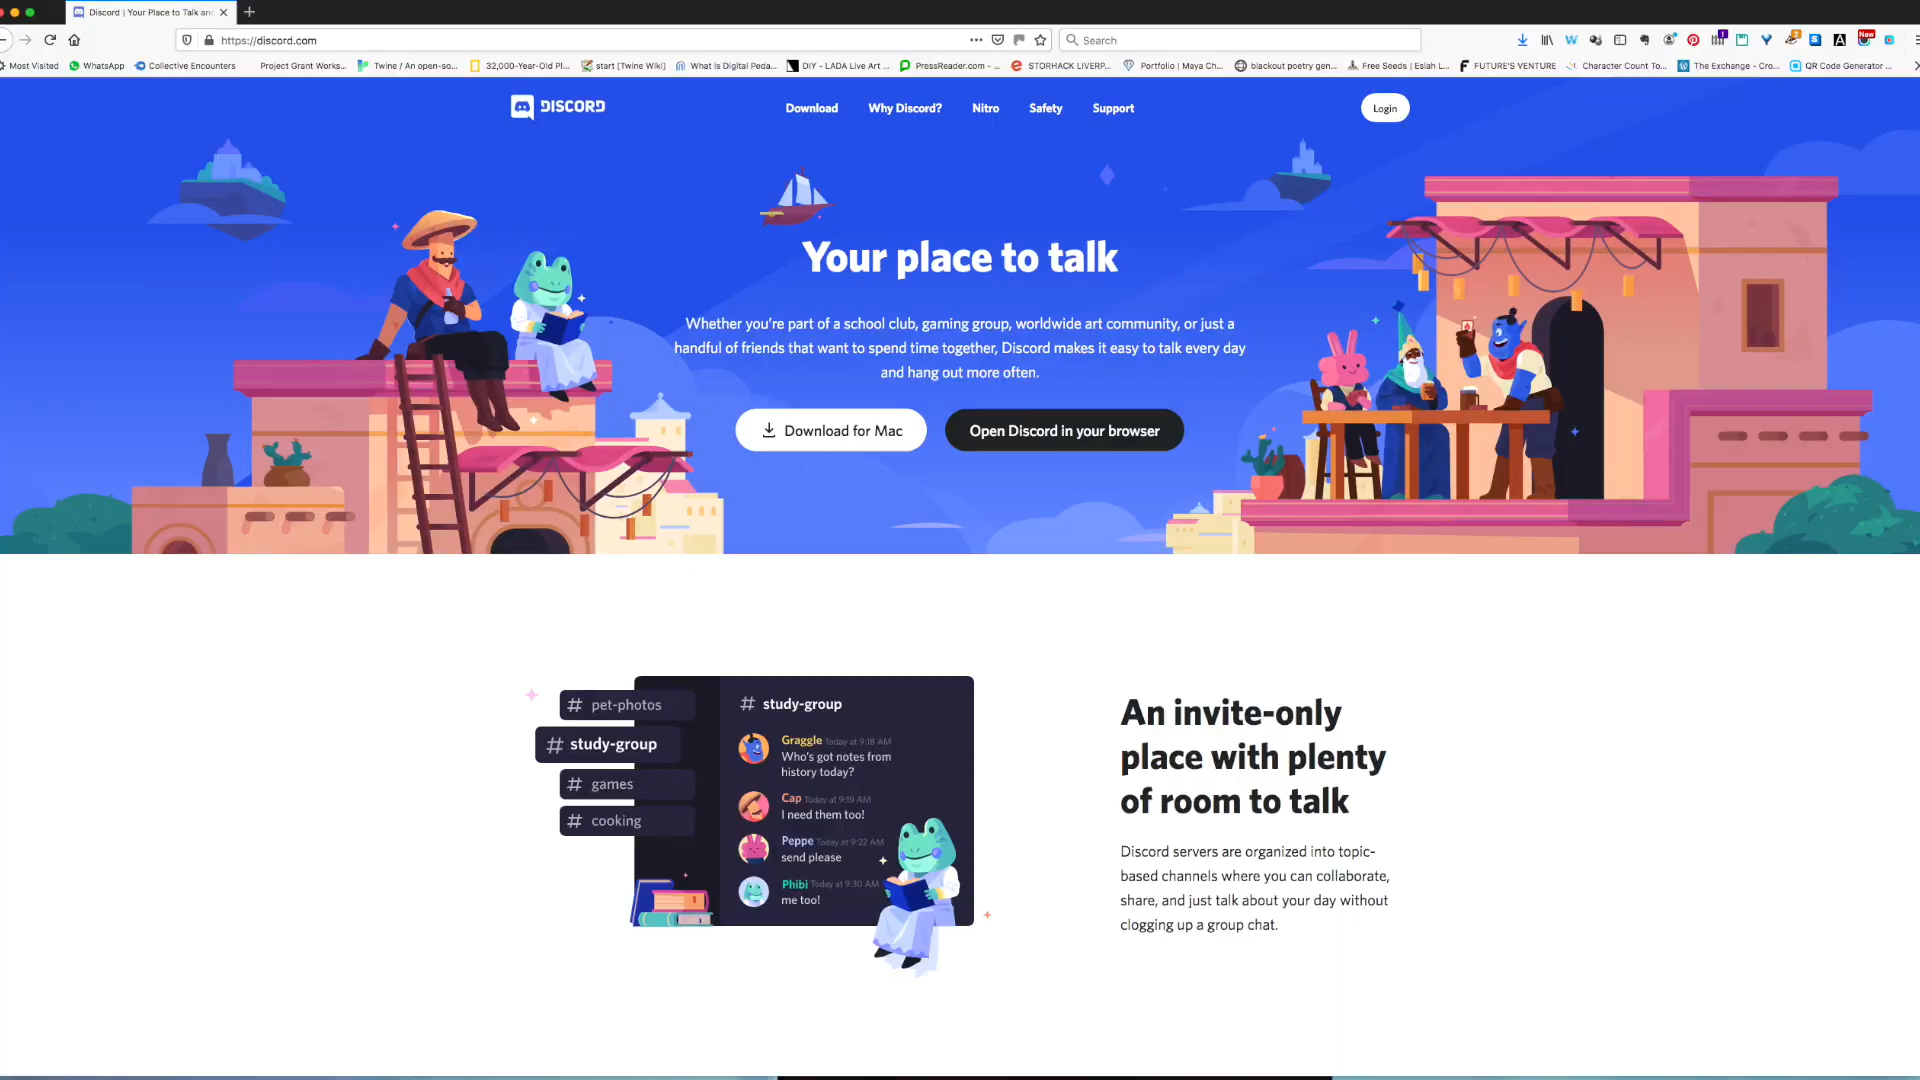 Discord | Your Place to Talk and
https://discord.com
Search
New
Most Visited
WhatsApp
Collective Encounters
Project Grant Works...
Twine / An open-so...
32,000-Year-Old Pl...
start [Twine Wiki]
What Is Digital Peda...
DIY - LADA Live Art ...
PressReader.com - ...
STORHACK LIVERP...
Portfolio | Maya Ch...
blackout poetry gen...
Free Seeds | Esiah L...
FUTURE'S VENTURE
Character Count To...
The Exchange - Cro...
QR Code Generator ...
DISCORD
Download
Why Discord?
Nitro
Safety
Support
Login
Your place to talk
Whether you're part of a school club, gaming group, worldwide art community, or just a
handful of friends that want to spend time together, Discord makes it easy to talk every day
and hang out more often.
Download for Mac
Open Discord in your browser
# pet-photos
# study-group
# games
# cooking
# study-group
Graggle Today at 9:18 AM
Who's got notes from
history today?
Cap Today at 9:19 AM
I need them too!
Peppe Today at 9:22 AM
send please
Phibi Today at 9:30 AM
me too!
An invite-only
place with plenty
of room to talk
Discord servers are organized into topic-
based channels where you can collaborate,
share, and just talk about your day without
clogging up a group chat.